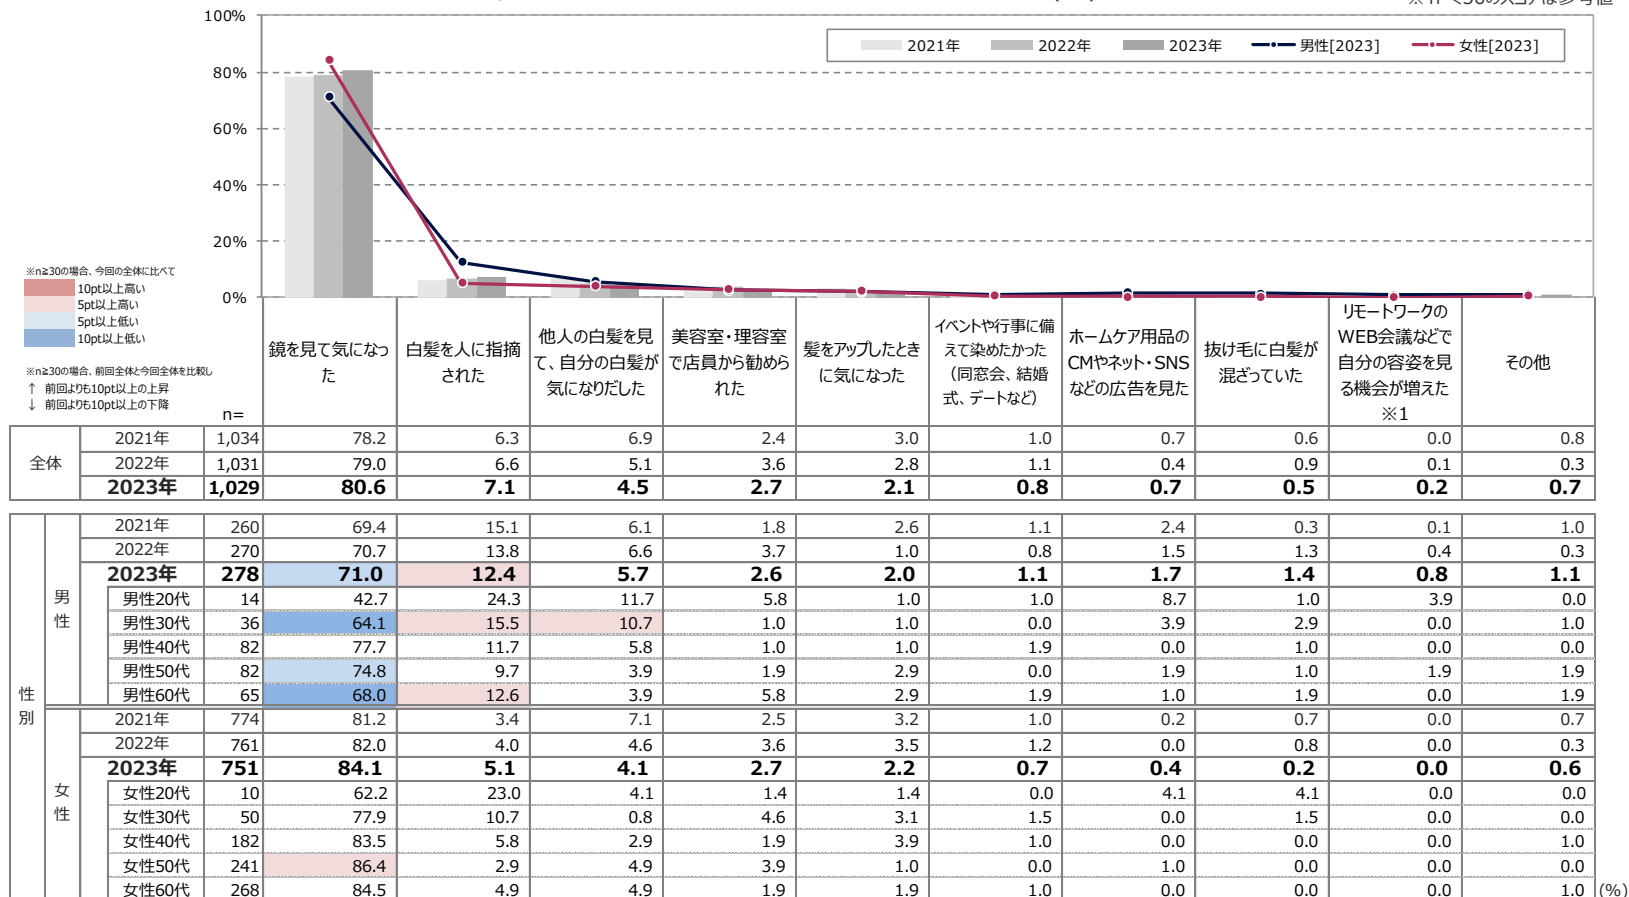 100%
80%
60%
40%
20%
0%
2021年 2022年 2023年 男性[2023] 女性[2023]
※n≧30の場合、今回の全体に比べて
10pt以上高い
5pt以上高い
5pt以上低い
10pt以上低い
※n≧30の場合、前回全体と今回全体を比較し
↑ 前回よりも10pt以上の上昇
↓ 前回よりも10pt以上の下降
n=
鏡を見て気になっ
た
白髪を人に指摘
された
他人の白髪を見
て、自分の白髪が
気になりだした
美容室・理容室
で店員から勧めら
れた
髪をアップしたとき
に気になった
イベントや行事に備
えて染めたかった
(同窓会、結婚
式、デートなど)
ホームケア用品の
CMやネット・SNS
などの広告を見た
抜け毛に白髪が
混ざっていた
リモートワークの
WEB会議などで
自分の容姿を見
る機会が増えた
※1
その他
全体
2021年 1,034 78.2 6.3 6.9 2.4 3.0 1.0 0.7 0.6 0.0 0.8
2022年 1,031 79.0 6.6 5.1 3.6 2.8 1.1 0.4 0.9 0.1 0.3
2023年 1,029 80.6 7.1 4.5 2.7 2.1 0.8 0.7 0.5 0.2 0.7
性別
男性
2021年 260 69.4 15.1 6.1 1.8 2.6 1.1 2.4 0.3 0.1 1.0
2022年 270 70.7 13.8 6.6 3.7 1.0 0.8 1.5 1.3 0.4 0.3
2023年 278 71.0 12.4 5.7 2.6 2.0 1.1 1.7 1.4 0.8 1.1
男性20代 14 42.7 24.3 11.7 5.8 1.0 1.0 8.7 1.0 3.9 0.0
男性30代 36 64.1 15.5 10.7 1.0 1.0 0.0 3.9 2.9 0.0 1.0
男性40代 82 77.7 11.7 5.8 1.0 1.0 1.9 0.0 1.0 0.0 0.0
男性50代 82 74.8 9.7 3.9 1.9 2.9 0.0 1.9 1.0 1.9 1.9
男性60代 65 68.0 12.6 3.9 5.8 2.9 1.9 1.0 1.9 0.0 1.9
女性
2021年 774 81.2 3.4 7.1 2.5 3.2 1.0 0.2 0.7 0.0 0.7
2022年 761 82.0 4.0 4.6 3.6 3.5 1.2 0.0 0.8 0.0 0.3
2023年 751 84.1 5.1 4.1 2.7 2.2 0.7 0.4 0.2 0.0 0.6
女性20代 10 62.2 23.0 4.1 1.4 1.4 0.0 4.1 4.1 0.0 0.0
女性30代 50 77.9 10.7 0.8 4.6 3.1 1.5 0.0 1.5 0.0 0.0
女性40代 182 83.5 5.8 2.9 1.9 3.9 1.0 0.0 0.0 0.0 1.0
女性50代 241 86.4 2.9 4.9 3.9 1.0 0.0 1.0 0.0 0.0 0.0
女性60代 268 84.5 4.9 4.9 1.9 1.9 1.0 0.0 0.0 0.0 1.0 (%)